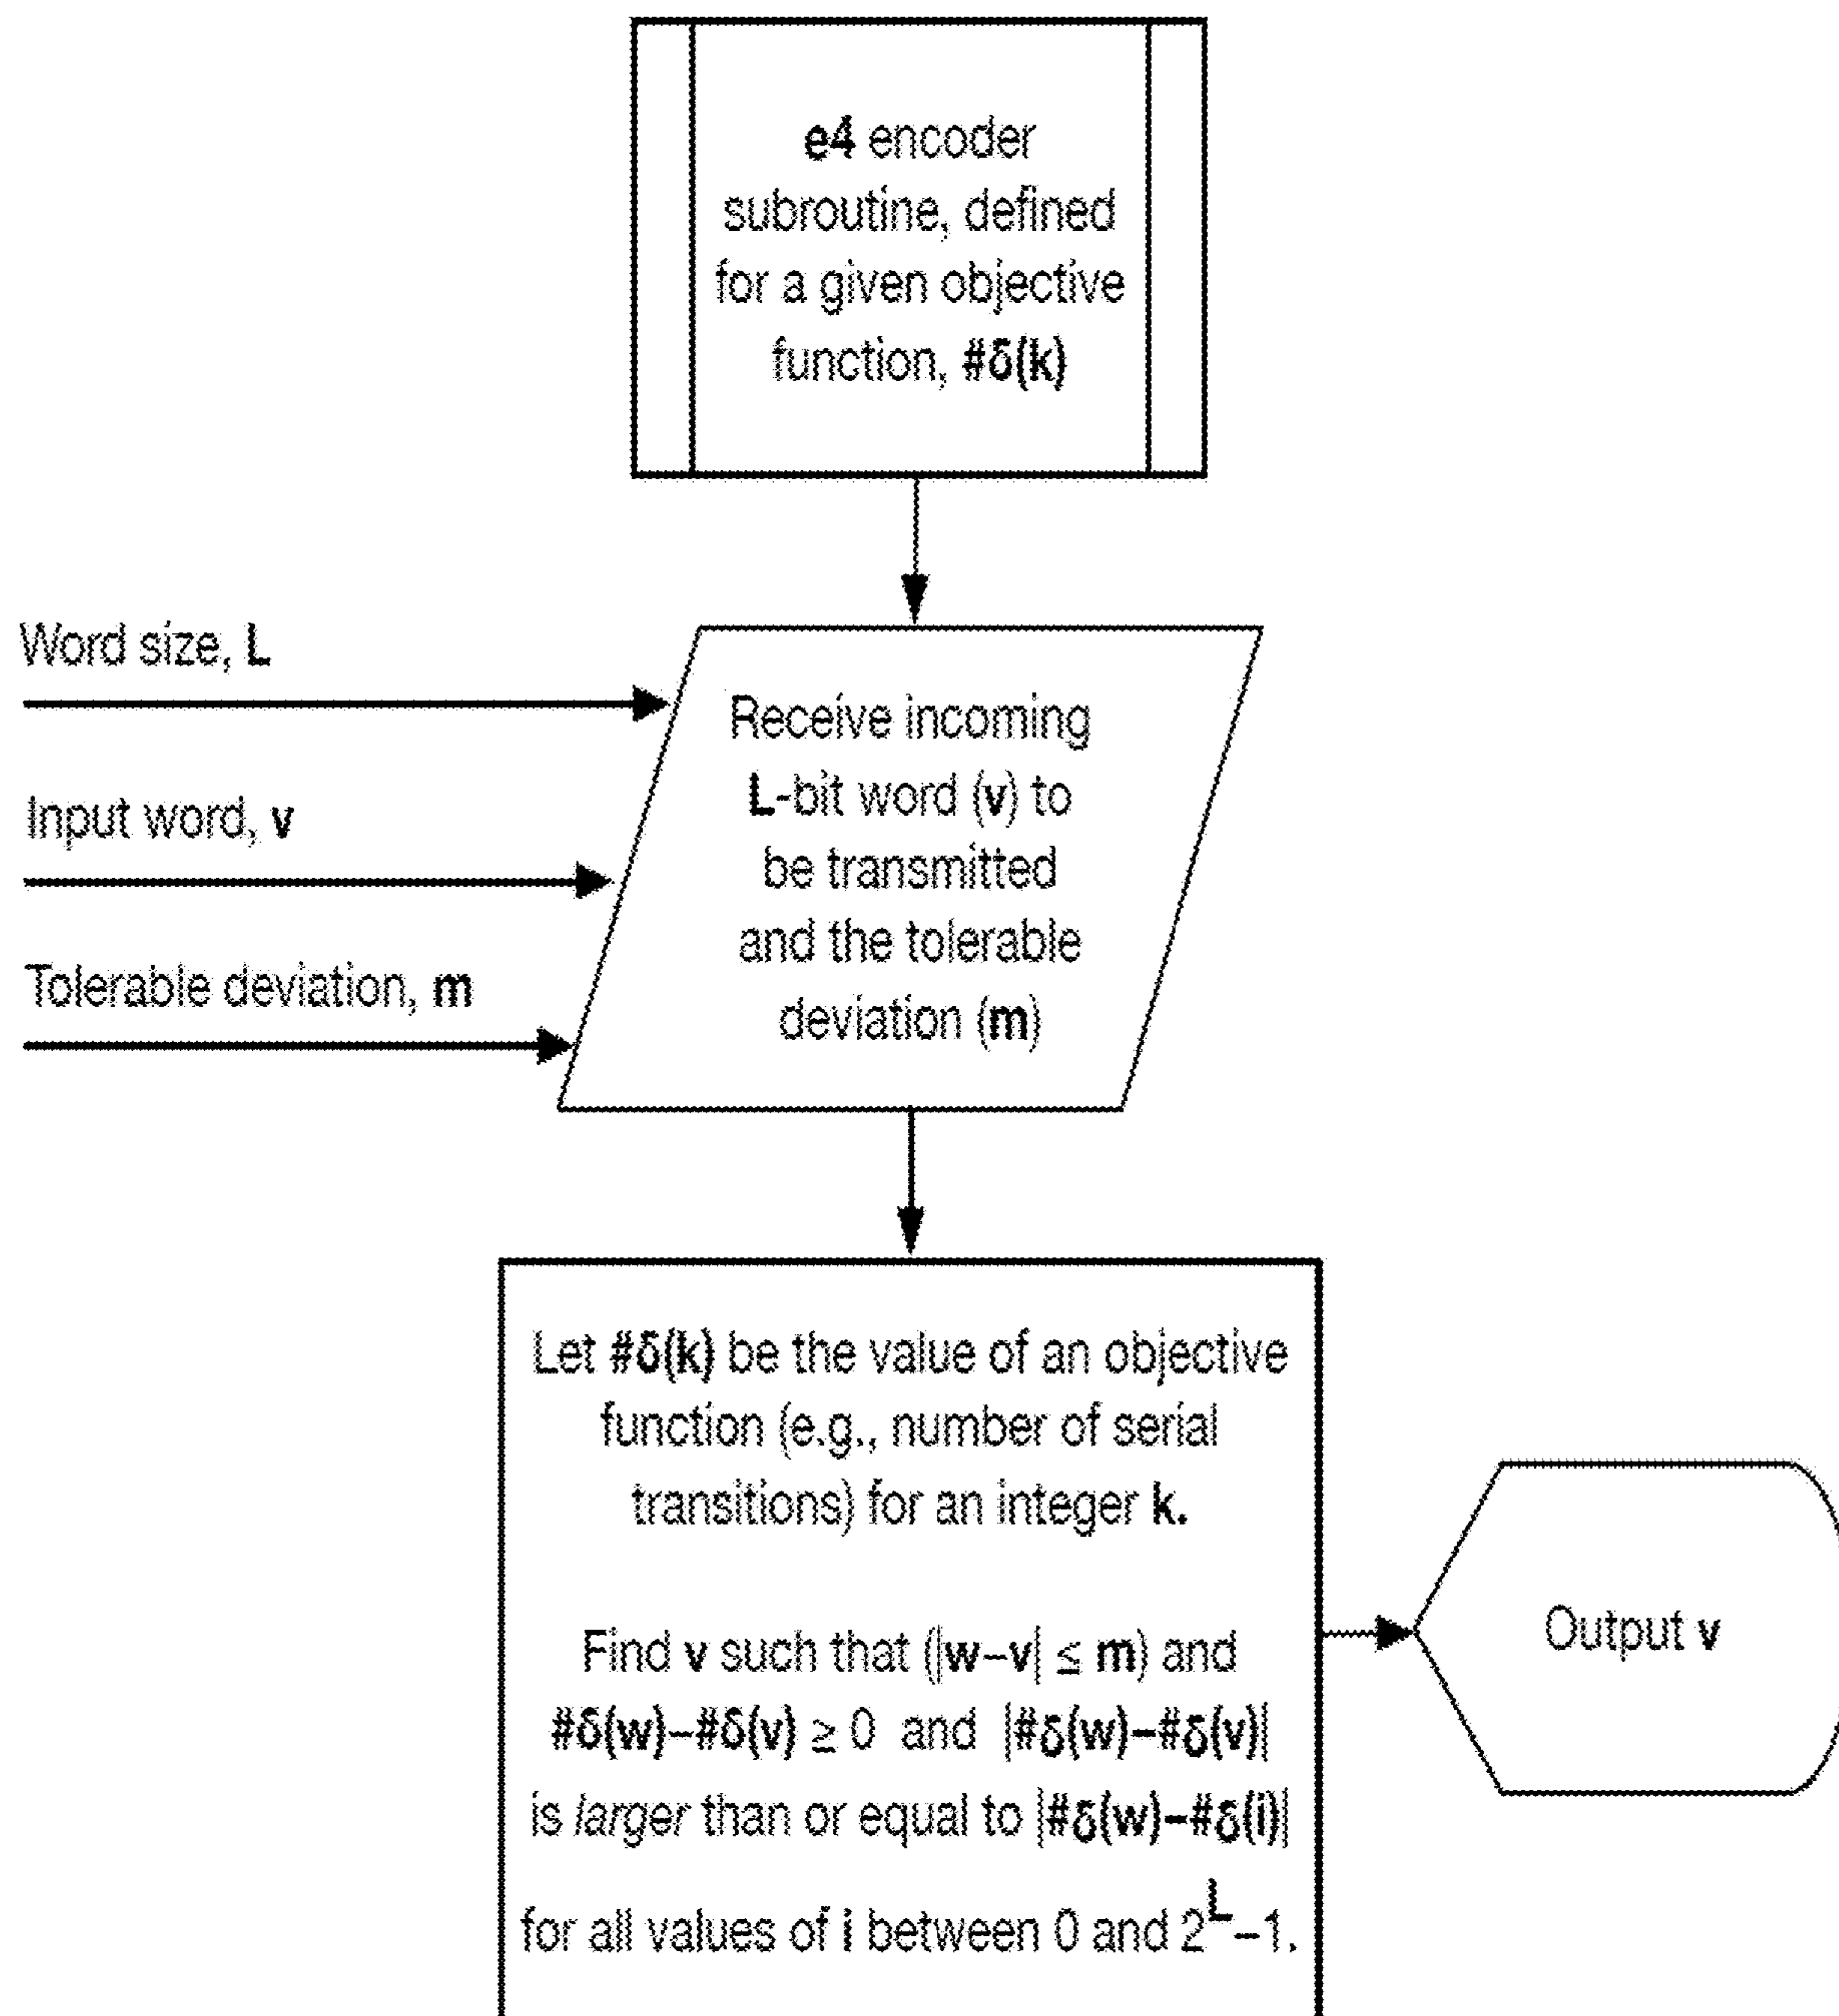 e4 encoder
subroutine, defined
for a given objective
function, #δ(k)
Word size, L
Input word, v
Tolerable deviation, m
Receive incoming
L-bit word (v) to
be transmitted
and the tolerable
deviation (m)
Let #δ(k) be the value of an objective
function (e.g., number of serial
transitions) for an integer k.
Find v such that (|w–v| ≤ m) and
#δ(w)–#δ(v) ≥ 0 and |#δ(w)–#δ(v)|
is larger than or equal to |#δ(w)–#δ(i)|
for all values of i between 0 and 2^L–1.
Output v